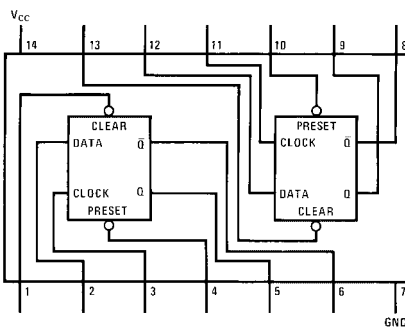 VCC
14 13 12 11 10 9 8
CLEAR PRESET
DATA Q̅ CLOCK Q̅
CLOCK Q DATA Q
PRESET CLEAR
1 2 3 4 5 6 7
GND